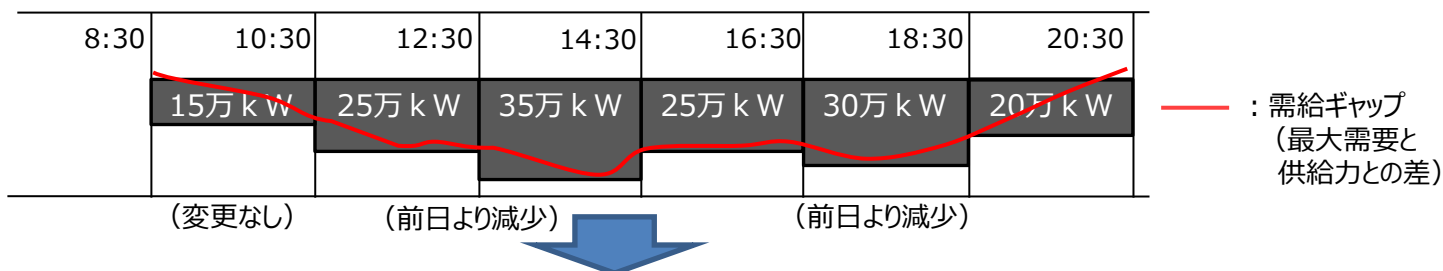 8:30 10:30 12:30 14:30 16:30 18:30 20:30
15万ｋW 25万ｋW 35万ｋW 25万ｋW 30万ｋW 20万ｋW
：需給ギャップ
（最大需要と
供給力との差）
（変更なし） （前日より減少） （前日より減少）